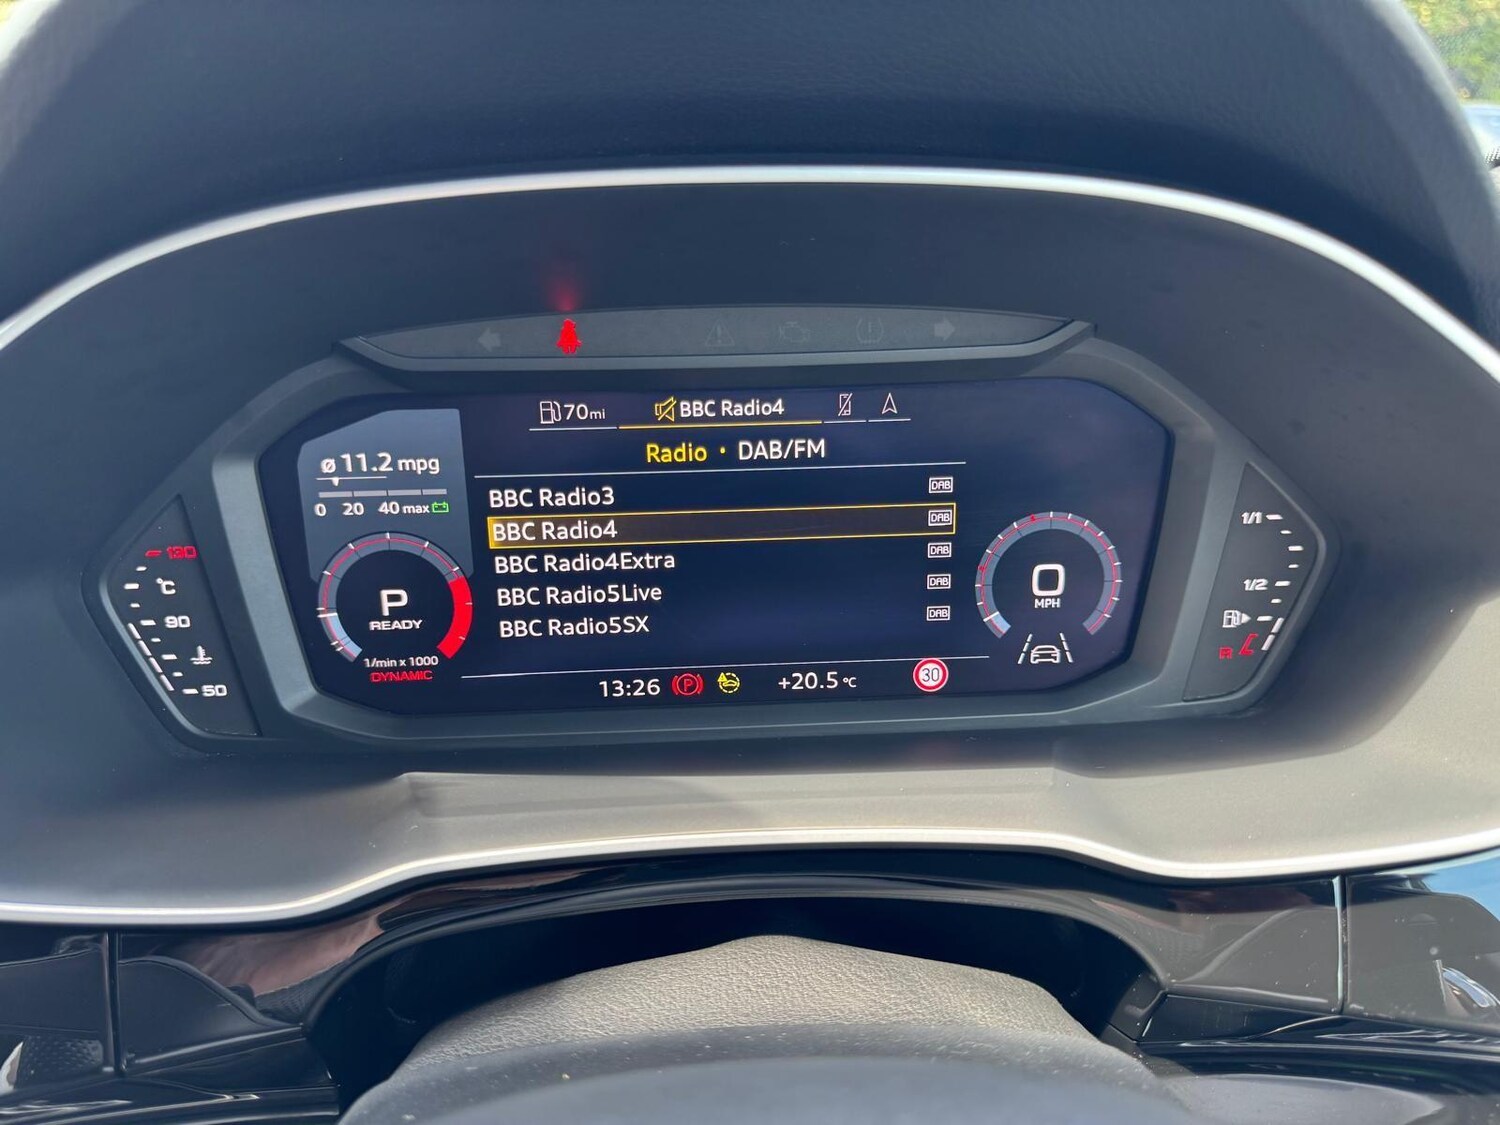 70mi
BBC Radio4
Radio • DAB/FM
ø 11.2 mpg
0 20 40 max
BBC Radio3 DAB
BBC Radio4 DAB
BBC Radio4Extra DAB
BBC Radio5Live DAB
BBC Radio5SX DAB
130
°C
90
50
P
READY
1/min x 1000
DYNAMIC
0
MPH
1/1
1/2
R
13:26
P
+20.5 °C
30